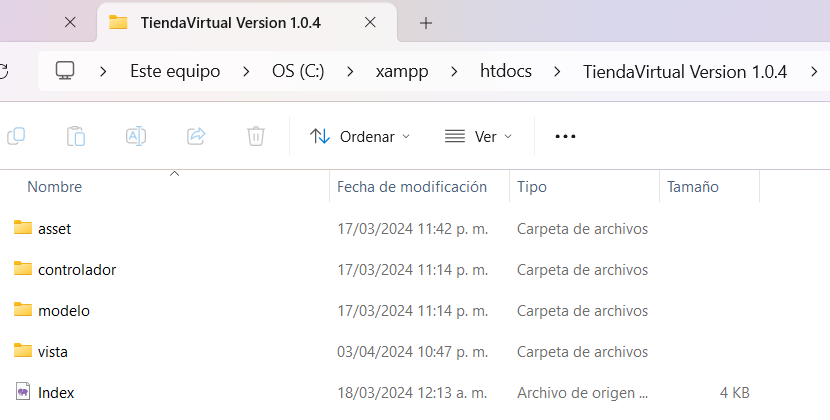 TiendaVirtual Version 1.0.4
Este equipo > OS (C:) > xampp > htdocs > TiendaVirtual Version 1.0.4 >
Ordenar Ver
Nombre Fecha de modificación Tipo Tamaño
asset 17/03/2024 11:42 p. m. Carpeta de archivos
controlador 17/03/2024 11:14 p. m. Carpeta de archivos
modelo 17/03/2024 11:14 p. m. Carpeta de archivos
vista 03/04/2024 10:47 p. m. Carpeta de archivos
Index 18/03/2024 12:13 a. m. Archivo de origen ... 4 KB